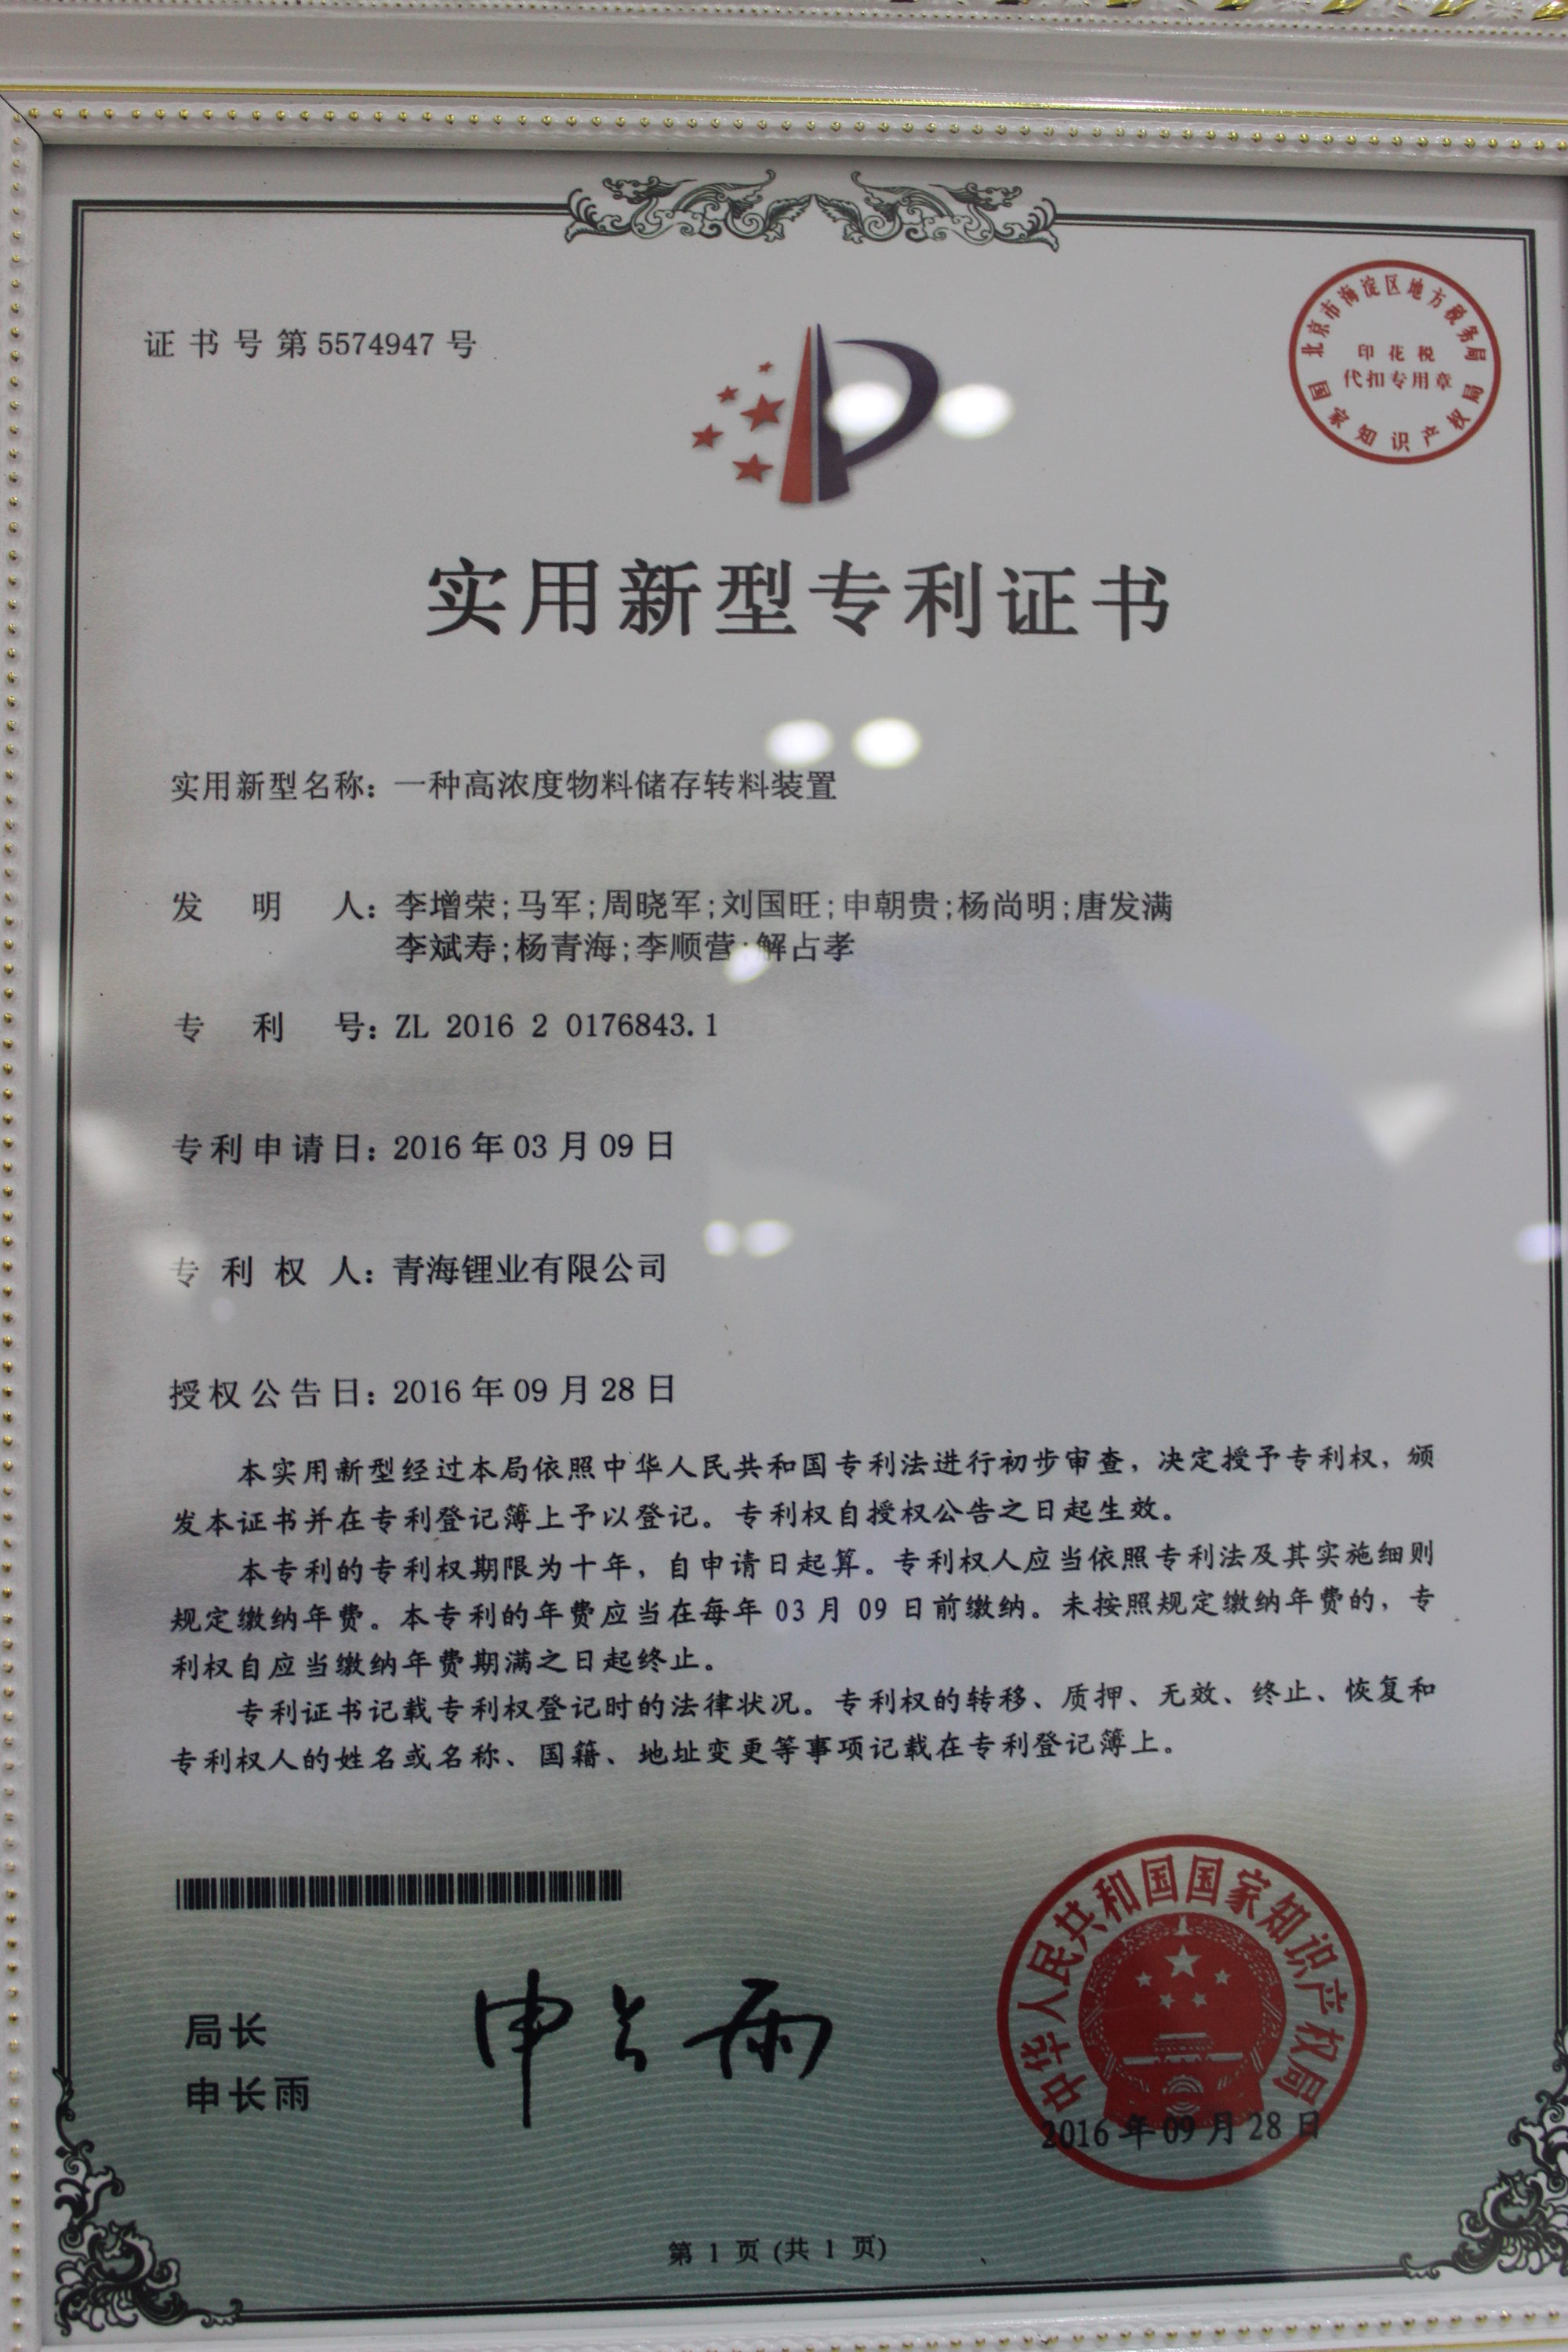 证书号第5574947号
北京市海淀区地方税务局
印花税
代扣专用章
国家知识产权局
实用新型专利证书
实用新型名称：一种高浓度物料储存转料装置
发明人：李增荣;马军;周晓军;刘国旺;申朝贵;杨尚明;唐发满
李斌寿;杨青海;李顺营;解占孝
专利号：ZL 2016 2 0176843.1
专利申请日：2016年03月09日
专利权人：青海锂业有限公司
授权公告日：2016年09月28日
本实用新型经过本局依照中华人民共和国专利法进行初步审查，决定授予专利权，颁
发本证书并在专利登记簿上予以登记。专利权自授权公告之日起生效。
本专利的专利权期限为十年，自申请日起算。专利权人应当依照专利法及其实施细则
规定缴纳年费。本专利的年费应当在每年03月09日前缴纳。未按照规定缴纳年费的，专
利权自应当缴纳年费期满之日起终止。
专利证书记载专利权登记时的法律状况。专利权的转移、质押、无效、终止、恢复和
专利权人的姓名或名称、国籍、地址变更等事项记载在专利登记簿上。
局长
申长雨
申长雨
中华人民共和国国家知识产权局
2016年09月28日
第 1 页 (共 1 页)